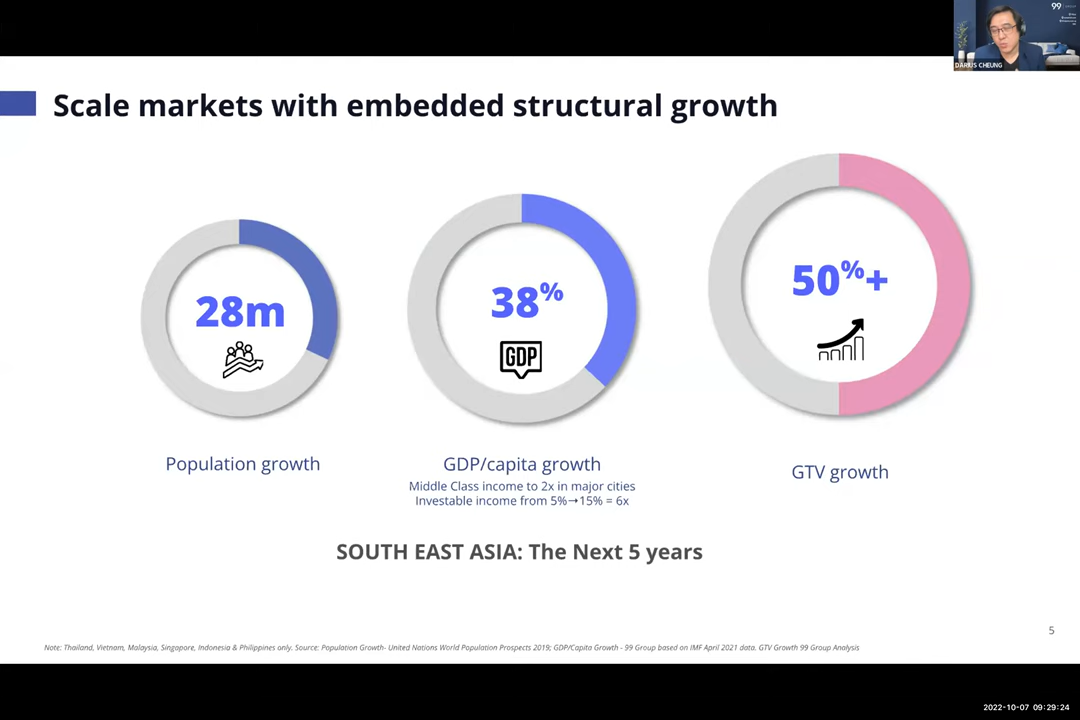 99
DARIUS CHEUNG
Scale markets with embedded structural growth
28m
38%
GDP
50%+
Population growth
GDP/capita growth
Middle Class income to 2x in major cities
Investable income from 5%→15% = 6x
GTV growth
SOUTH EAST ASIA: The Next 5 years
5
Note: Thailand, Vietnam, Malaysia, Singapore, Indonesia & Philippines only. Source: Population Growth- United Nations World Population Prospects 2019; GDP/Capita Growth - 99 Group based on IMF April 2021 data. GTV Growth 99 Group Analysis
2022-10-07 09:29:24